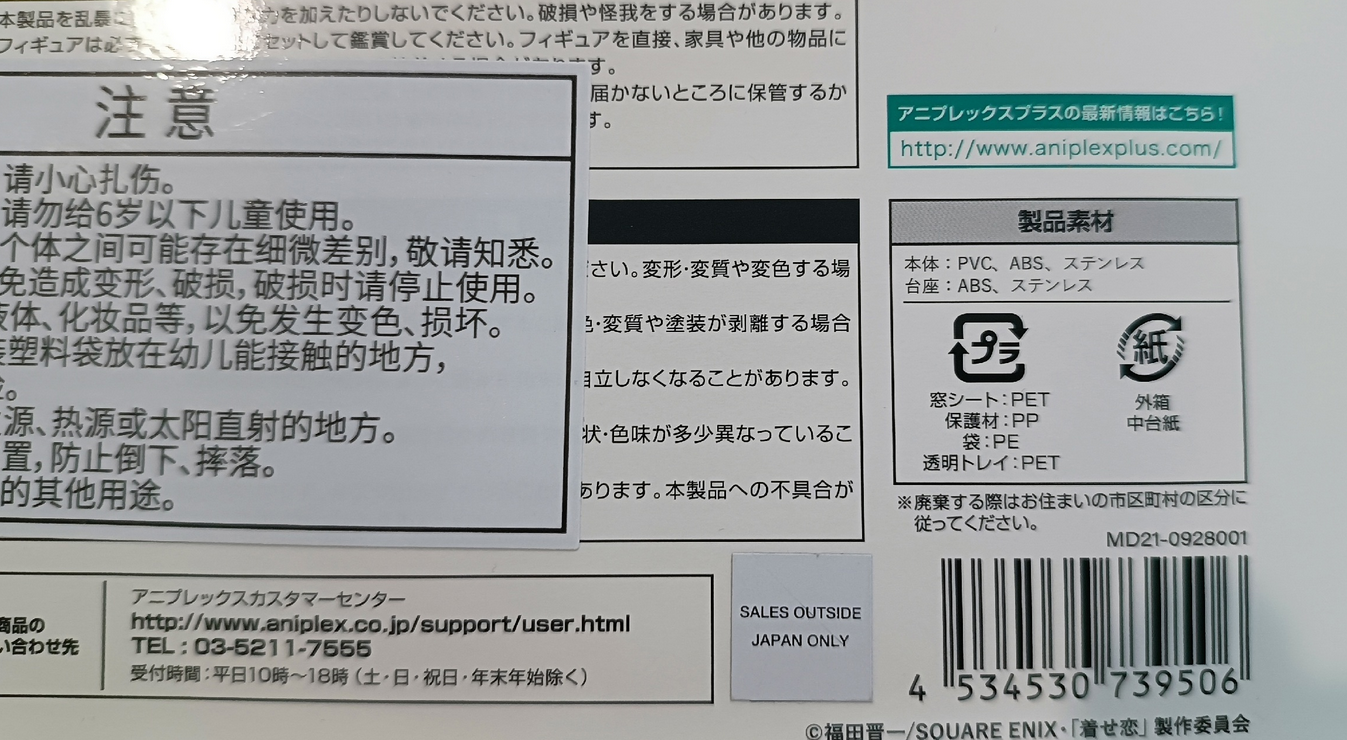 本製品を乱暴に
力を加えたりしないでください。破損や怪我をする場合があります。
フィギュアは必ず
セットして鑑賞してください。フィギュアを直接、家具や他の物品に
す。
届かないところに保管するか
す。
注意
请小心扎伤。
请勿给6岁以下儿童使用。
个体之间可能存在细微差别,敬请知悉。
免造成变形、破损,破损时请停止使用。
液体、化妆品等,以免发生变色、损坏。
装塑料袋放在幼儿能接触的地方,
源、热源或太阳直射的地方。
置,防止倒下、摔落。
的其他用途。
ださい。変形・変質や変色する場
色・変質や塗装が剥離する場合
自立しなくなることがあります。
状・色味が多少異なっているこ
あります。本製品への不具合が
商品の
い合わせ先
アニプレックスカスタマーセンター
http://www.aniplex.co.jp/support/user.html
TEL：03-5211-7555
受付時間：平日10時～18時（土・日・祝日・年末年始除く）
SALES OUTSIDE
JAPAN ONLY
アニプレックスプラスの最新情報はこちら！
http://www.aniplexplus.com/
製品素材
本体：PVC、ABS、ステンレス
台座：ABS、ステンレス
プラ
窓シート：PET
保護材：PP
袋：PE
透明トレイ：PET
紙
外箱
中台紙
※廃棄する際はお住まいの市区町村の区分に
従ってください。
MD21-0928001
4 534530 739506
©福田晋一/SQUARE ENIX・「着せ恋」製作委員会